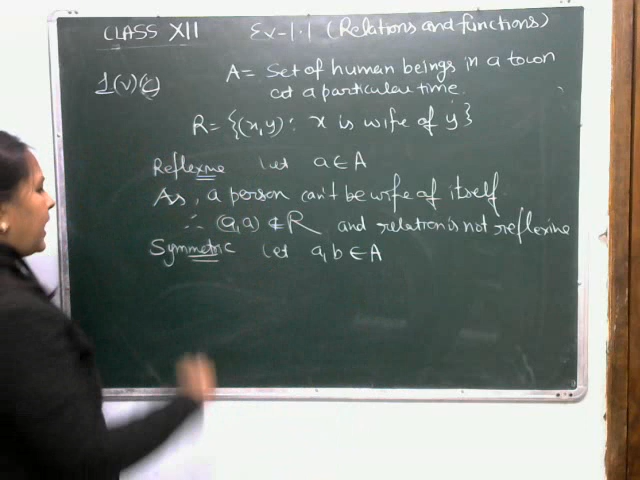 CLASS XII Ex-1.1 (Relations and functions)
1(v)(c) A = Set of human beings in a town
at a particular time.
R = {(x,y): x is wife of y}
Reflexive Let a ∈ A
As, a person can't be wife of itself.
∴ (a,a) ∉ R and relation is not reflexive
Symmetric Let a, b ∈ A